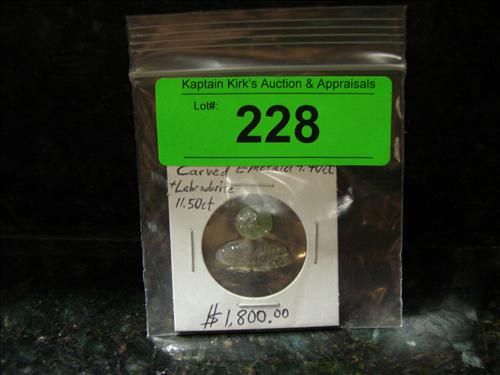 Kaptain Kirk's Auction & Appraisals
Lot#:
228
Carved Emerald
+Labradorite
11.50ct
$1,800.00